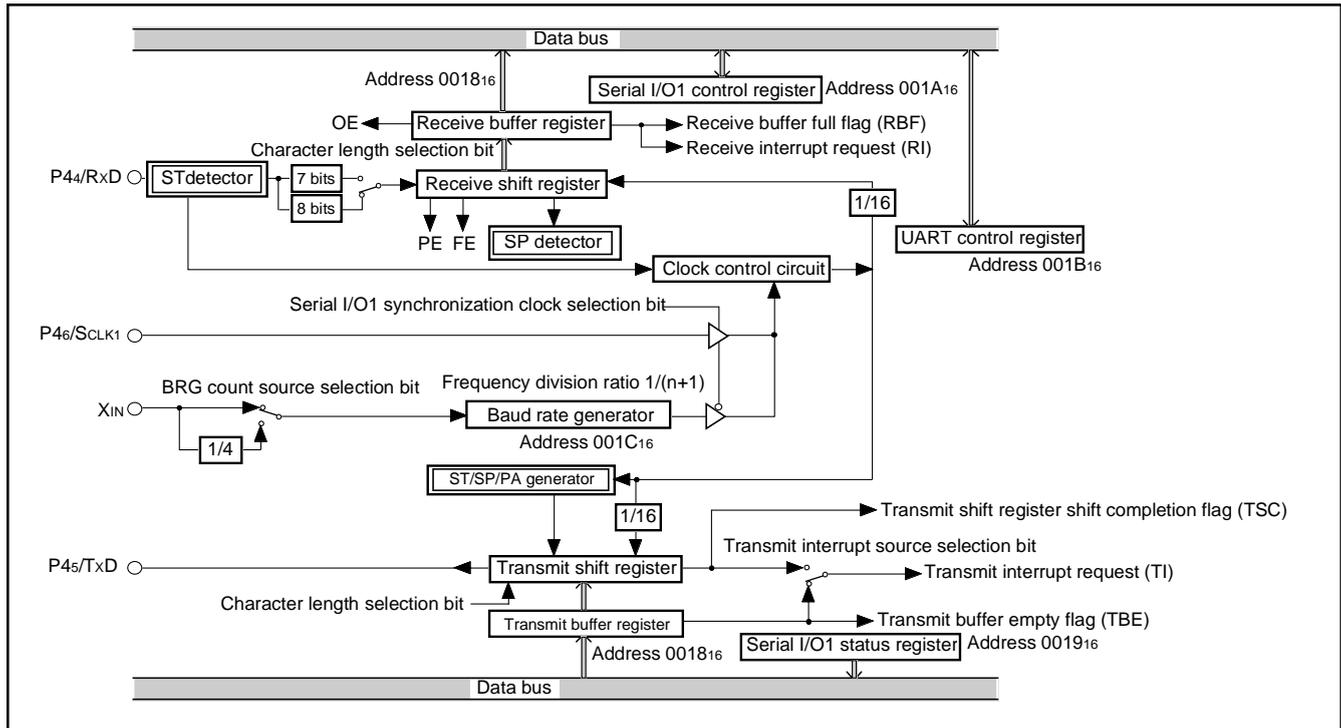 Data bus
Address 0018₁₆
Serial I/O1 control register
Address 001A₁₆
OE
Receive buffer register
Receive buffer full flag (RBF)
Receive interrupt request (RI)
Character length selection bit
P4₄/RxD
STdetector
7 bits
8 bits
Receive shift register
1/16
PE
FE
SP detector
UART control register
Address 001B₁₆
Clock control circuit
Serial I/O1 synchronization clock selection bit
P4₆/SCLK1
BRG count source selection bit
Frequency division ratio 1/(n+1)
XIN
Baud rate generator
1/4
Address 001C₁₆
ST/SP/PA generator
1/16
Transmit shift register shift completion flag (TSC)
Transmit interrupt source selection bit
P4₅/TxD
Transmit shift register
Transmit interrupt request (TI)
Character length selection bit
Transmit buffer register
Transmit buffer empty flag (TBE)
Address 0018₁₆
Serial I/O1 status register
Address 0019₁₆
Data bus